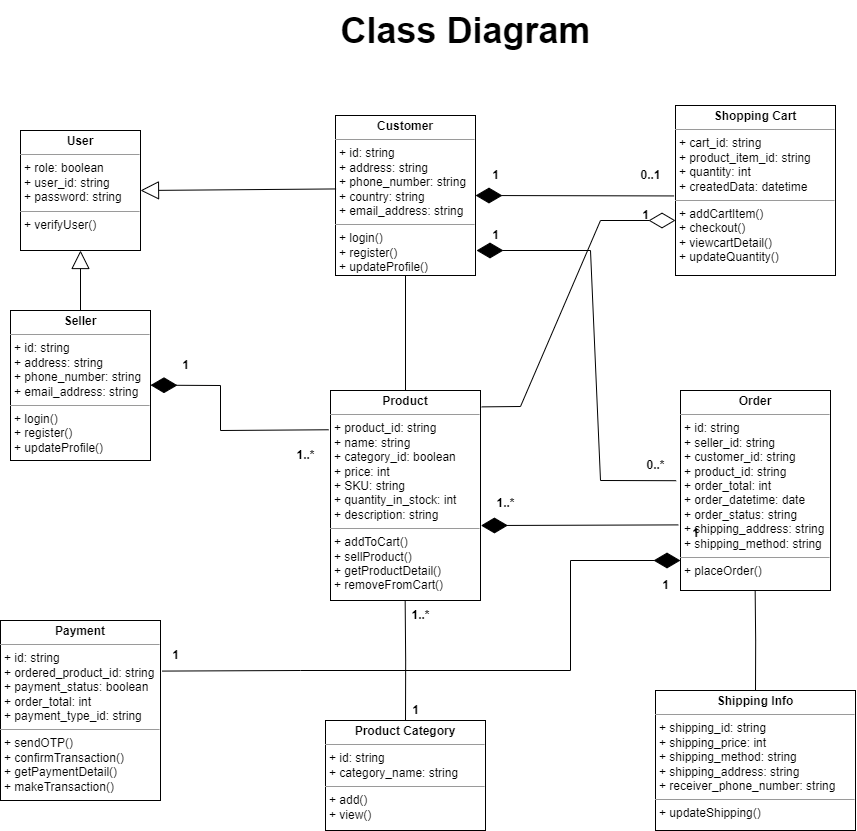 Class Diagram
User
+ role: boolean
+ user_id: string
+ password: string
+ verifyUser()
Customer
+ id: string
+ address: string
+ phone_number: string
+ country: string
+ email_address: string
+ login()
+ register()
+ updateProfile()
1
0..1
1
1
Shopping Cart
+ cart_id: string
+ product_item_id: string
+ quantity: int
+ createdData: datetime
+ addCartItem()
+ checkout()
+ viewcartDetail()
+ updateQuantity()
Seller
+ id: string
+ address: string
+ phone_number: string
+ email_address: string
+ login()
+ register()
+ updateProfile()
1
1..*
Product
+ product_id: string
+ name: string
+ category_id: boolean
+ price: int
+ SKU: string
+ quantity_in_stock: int
+ description: string
+ addToCart()
+ sellProduct()
+ getProductDetail()
+ removeFromCart()
0..*
1..*
1
1
Order
+ id: string
+ seller_id: string
+ customer_id: string
+ product_id: string
+ order_total: int
+ order_datetime: date
+ order_status: string
+ shipping_address: string
+ shipping_method: string
+ placeOrder()
Payment
+ id: string
+ ordered_product_id: string
+ payment_status: boolean
+ order_total: int
+ payment_type_id: string
+ sendOTP()
+ confirmTransaction()
+ getPaymentDetail()
+ makeTransaction()
1
1..*
1
Product Category
+ id: string
+ category_name: string
+ add()
+ view()
Shipping Info
+ shipping_id: string
+ shipping_price: int
+ shipping_method: string
+ shipping_address: string
+ receiver_phone_number: string
+ updateShipping()